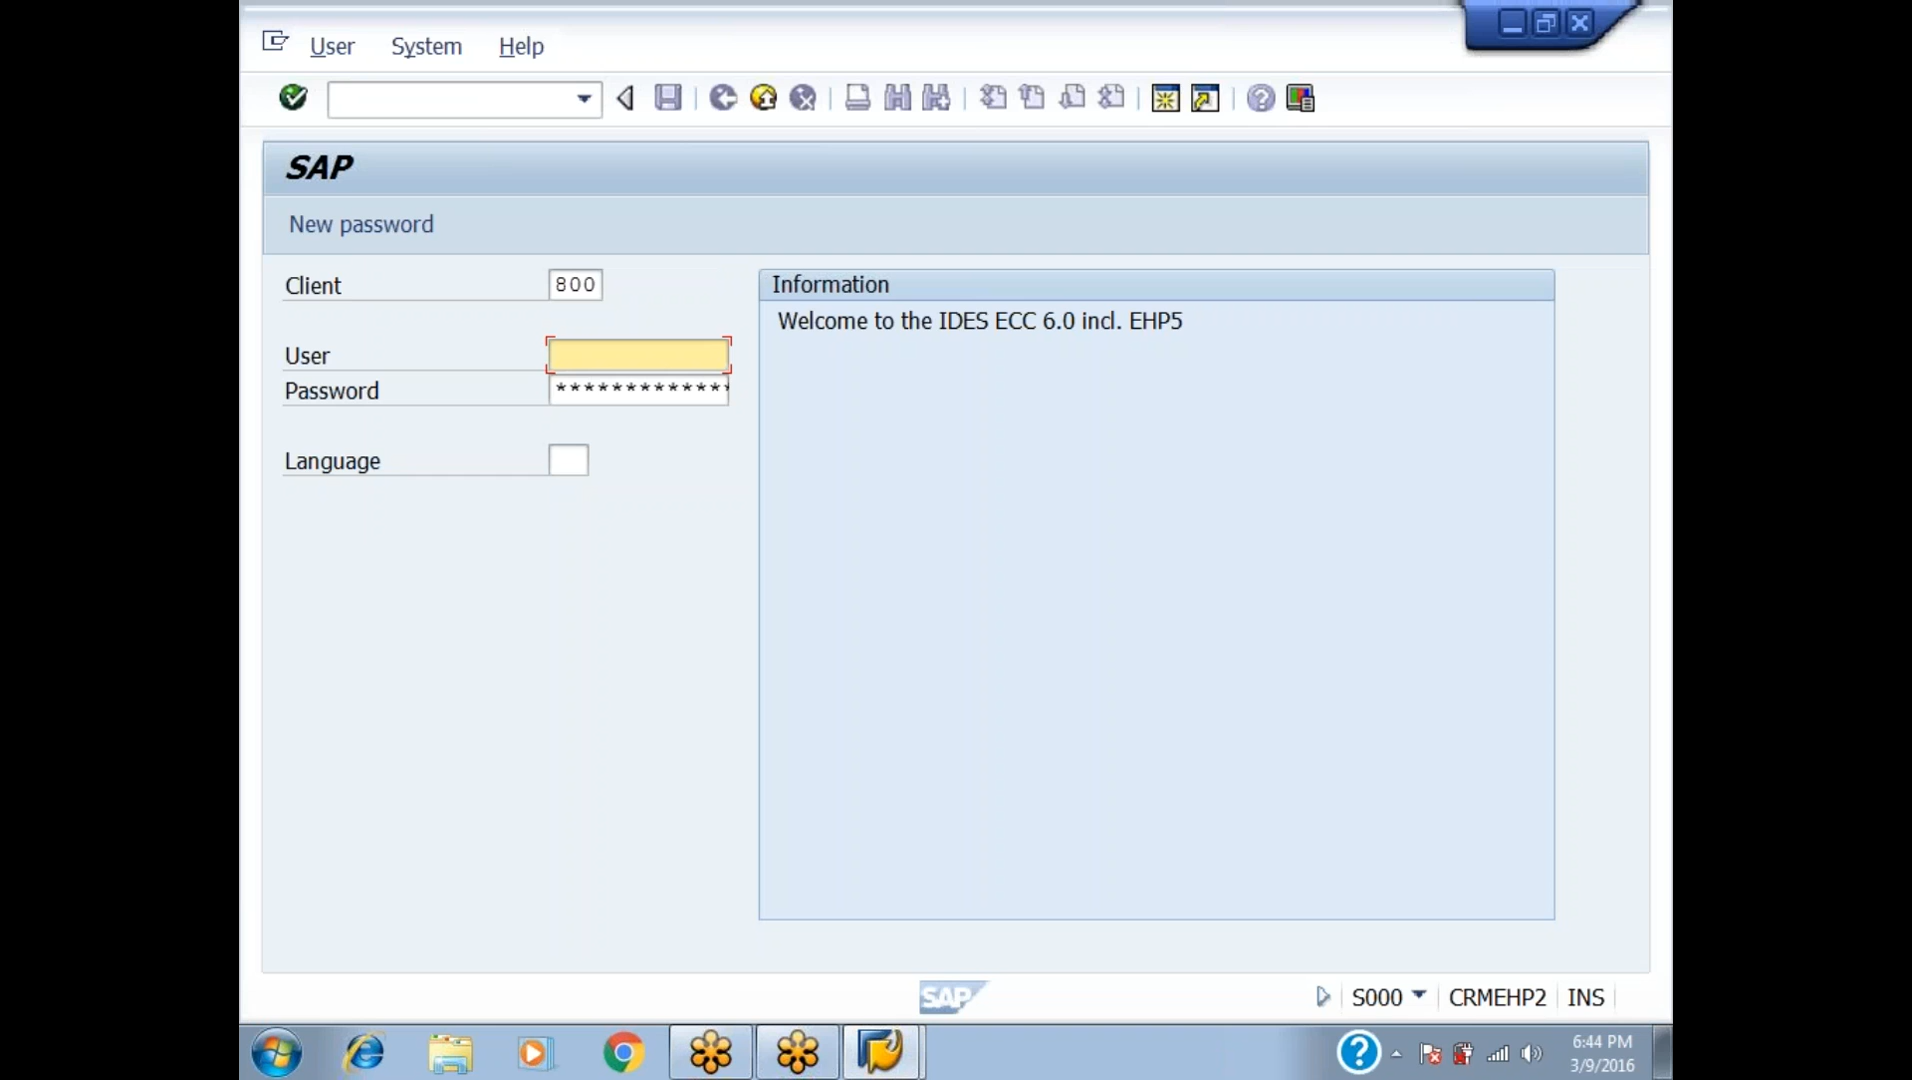 User System Help
SAP
New password
Client 800
User
Password *************
Language
Information
Welcome to the IDES ECC 6.0 incl. EHP5
SAP
S000 CRMEHP2 INS
6:44 PM
3/9/2016